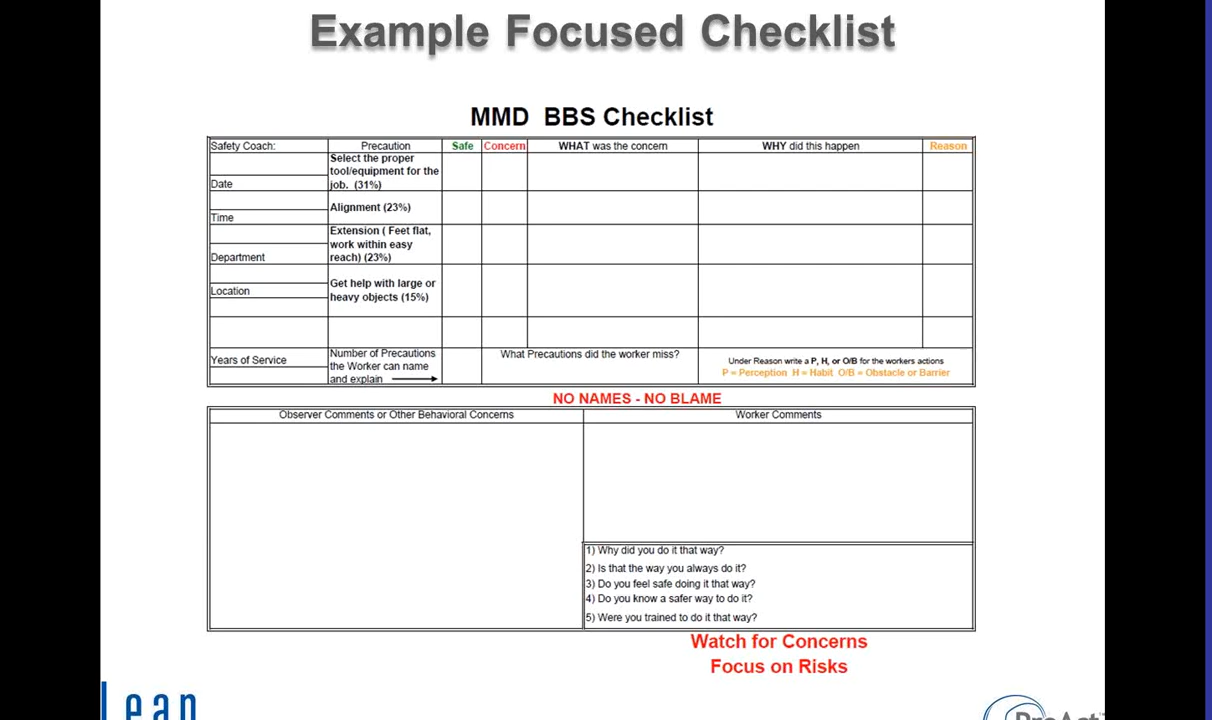 Example Focused Checklist
MMD BBS Checklist
Safety Coach:
Precaution
Safe
Concern
WHAT was the concern
WHY did this happen
Reason
Select the proper
tool/equipment for the
job. (31%)
Date
Alignment (23%)
Time
Extension ( Feet flat,
work within easy
reach) (23%)
Department
Get help with large or
heavy objects (15%)
Location
Years of Service
Number of Precautions
the Worker can name
and explain
What Precautions did the worker miss?
Under Reason write a P, H, or O/B for the workers actions
P = Perception H = Habit O/B = Obstacle or Barrier
NO NAMES - NO BLAME
Observer Comments or Other Behavioral Concerns
Worker Comments
1) Why did you do it that way?
2) Is that the way you always do it?
3) Do you feel safe doing it that way?
4) Do you know a safer way to do it?
5) Were you trained to do it that way?
Watch for Concerns
Focus on Risks
Lean
ProAct